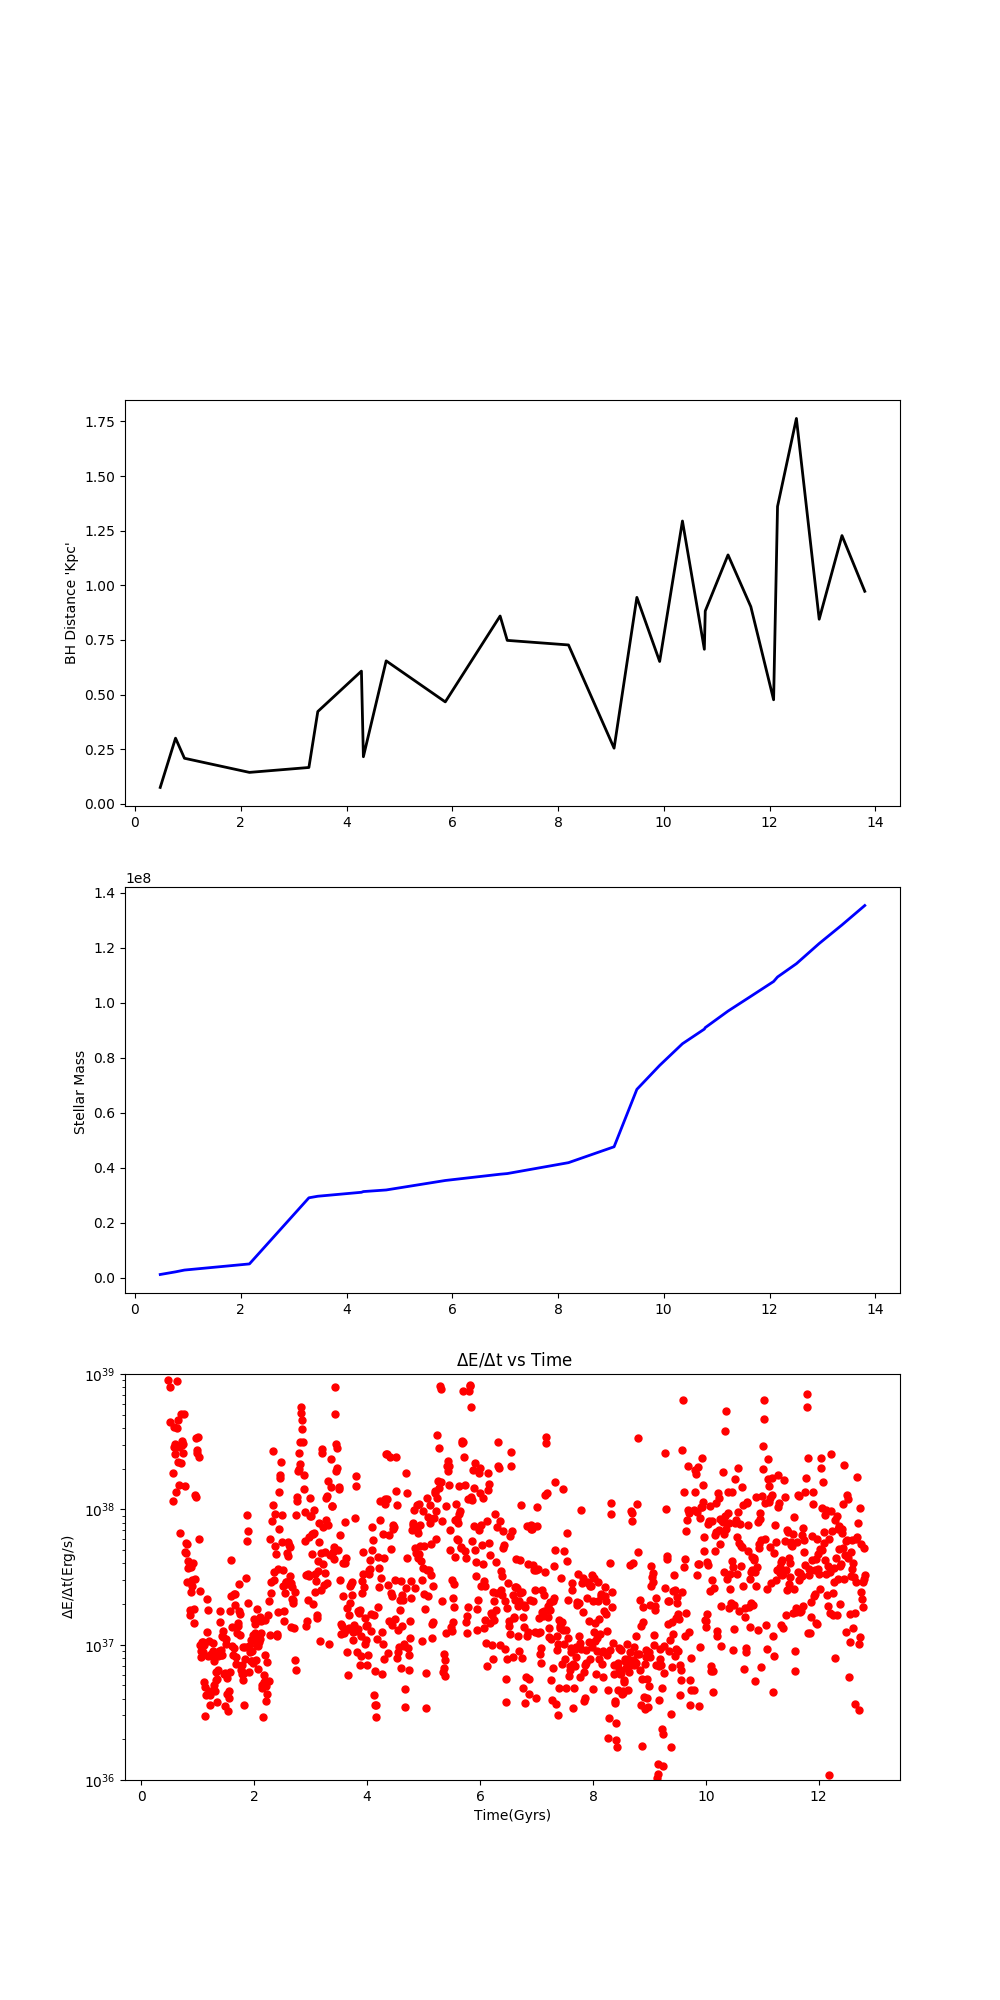 1.75
1.50
1.25
1.00
0.75
0.50
0.25
0.00
BH Distance 'Kpc'
0 2 4 6 8 10 12 14
1e8
1.4
1.2
1.0
0.8
0.6
0.4
0.2
0.0
Stellar Mass
0 2 4 6 8 10 12 14
ΔE/Δt vs Time
10³⁹
10³⁸
10³⁷
10³⁶
ΔE/Δt(Erg/s)
0 2 4 6 8 10 12
Time(Gyrs)